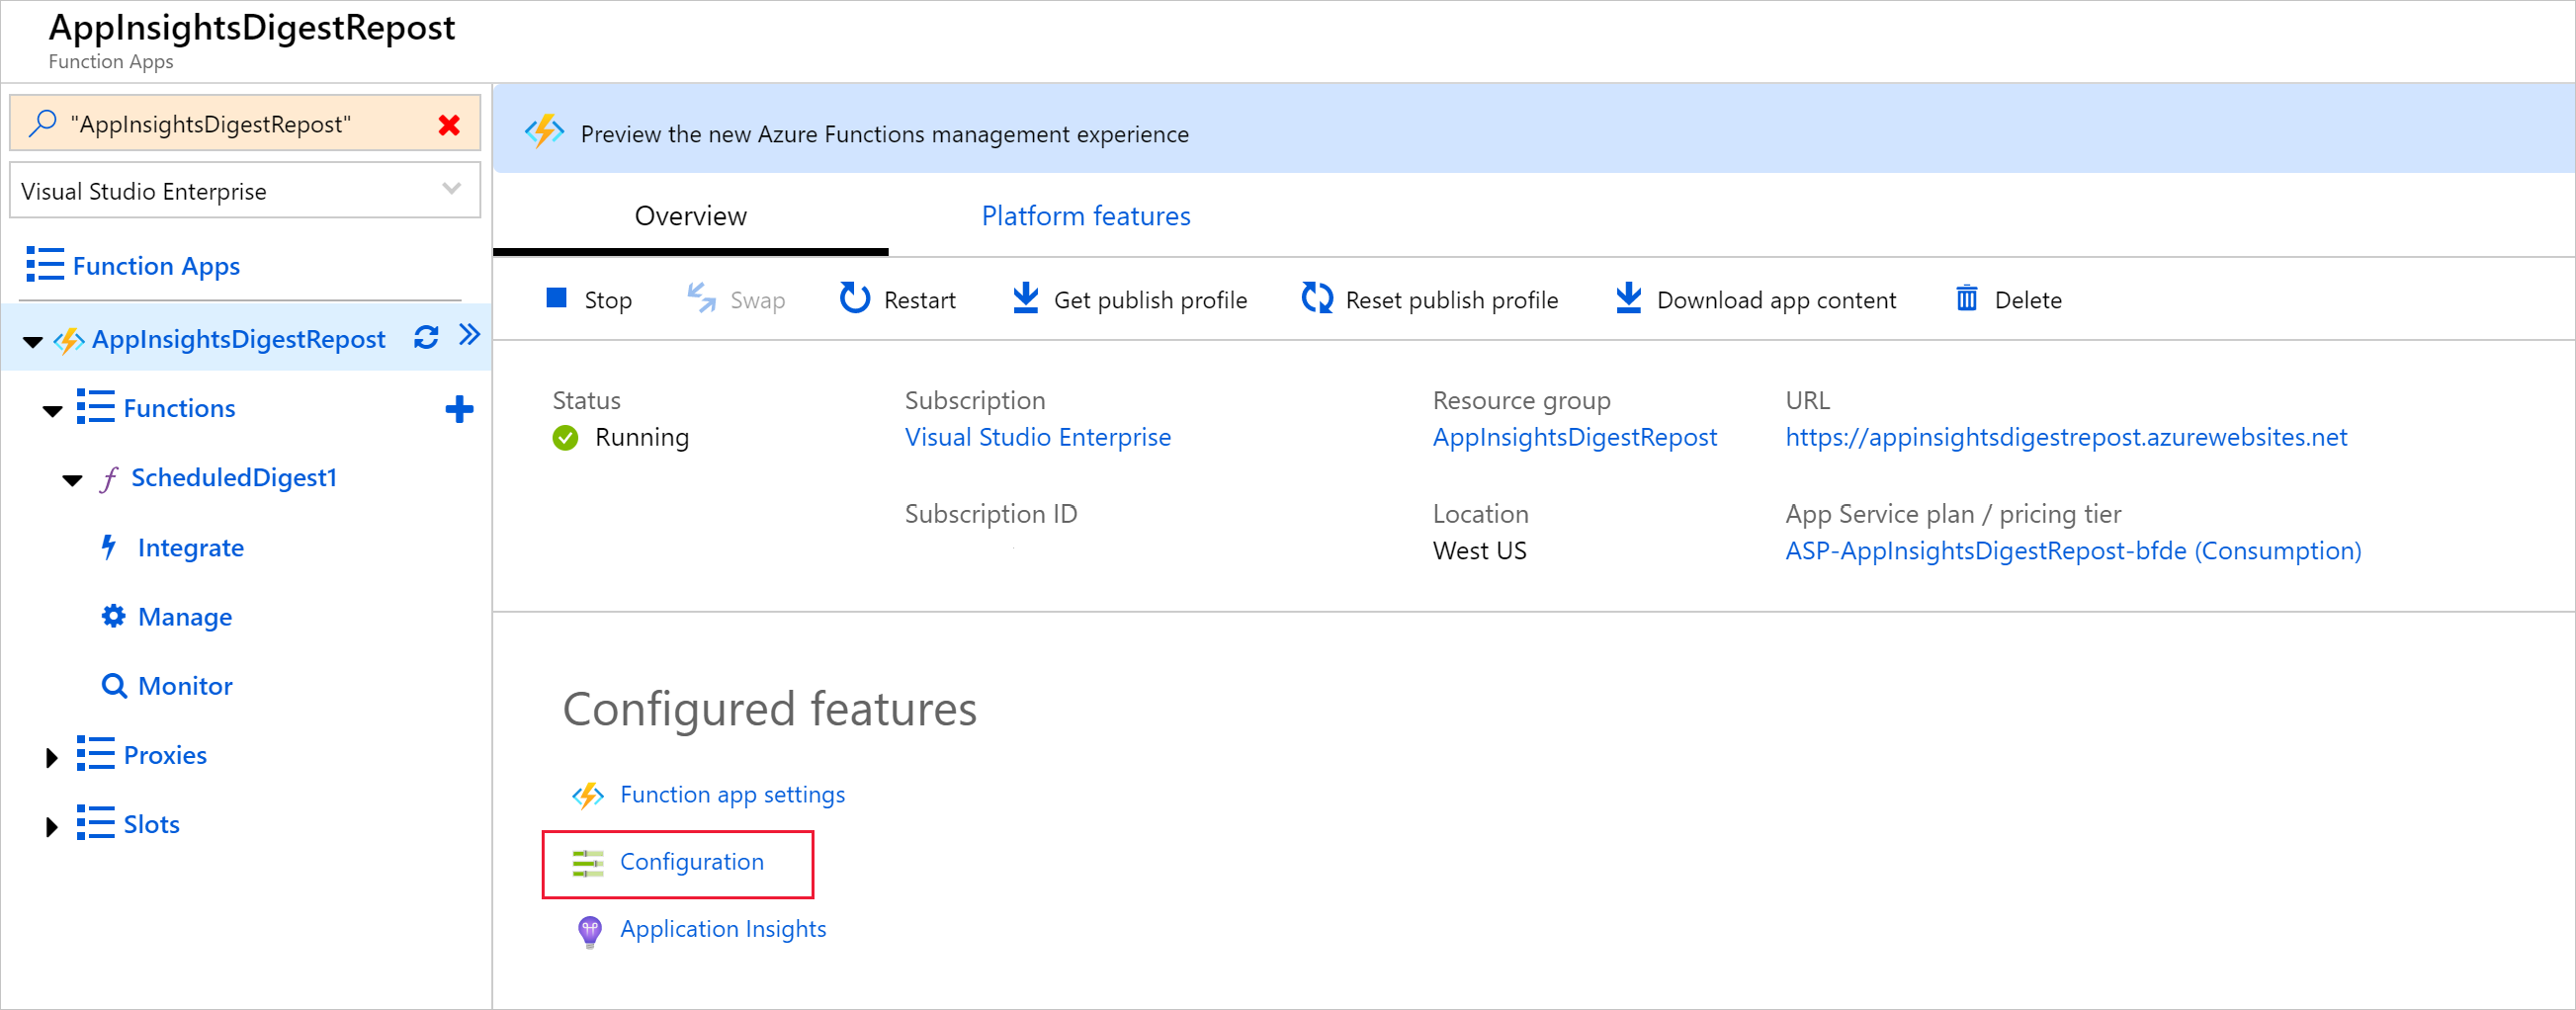 AppInsightsDigestRepost
Function Apps
"AppInsightsDigestRepost"
Visual Studio Enterprise
Function Apps
AppInsightsDigestRepost
Functions
ScheduledDigest1
Integrate
Manage
Monitor
Proxies
Slots
Preview the new Azure Functions management experience
Overview Platform features
Stop Swap Restart Get publish profile Reset publish profile Download app content Delete
Status Subscription Resource group URL
Running Visual Studio Enterprise AppInsightsDigestRepost https://appinsightsdigestrepost.azurewebsites.net
Subscription ID Location App Service plan / pricing tier
West US ASP-AppInsightsDigestRepost-bfde (Consumption)
Configured features
Function app settings
Configuration
Application Insights